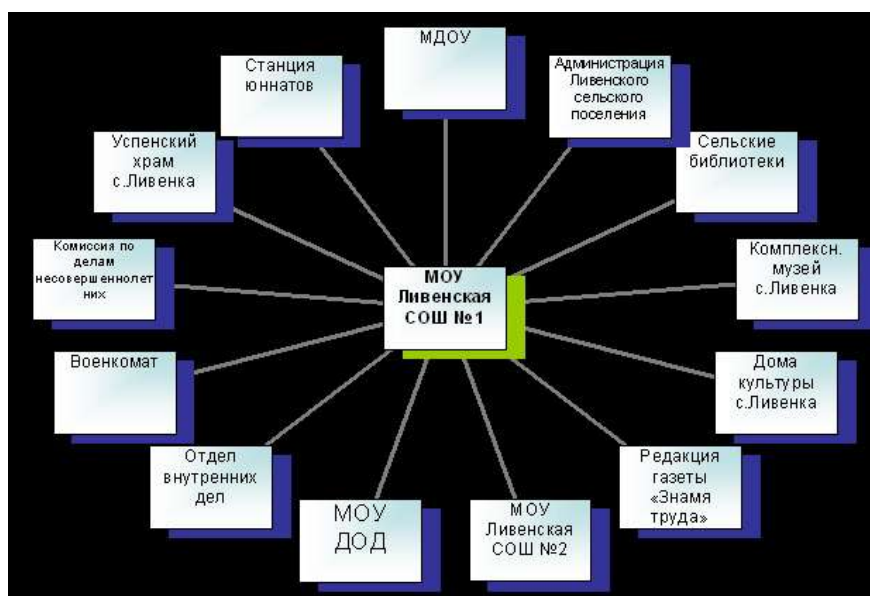 МДОУ
Администрация
Ливенского
сельского
поселения
Сельские
библиотеки
Комплексн.
музей
с.Ливенка
Дома
культуры
с.Ливенка
Редакция
газеты
«Знамя
труда»
МОУ
Ливенская
СОШ №2
МОУ
ДОД
Отдел
внутренних
дел
Военкомат
Комиссия по
делам
несовершеннолет
них
Успенский
храм
с.Ливенка
Станция
юннатов
МОУ
Ливенская
СОШ №1